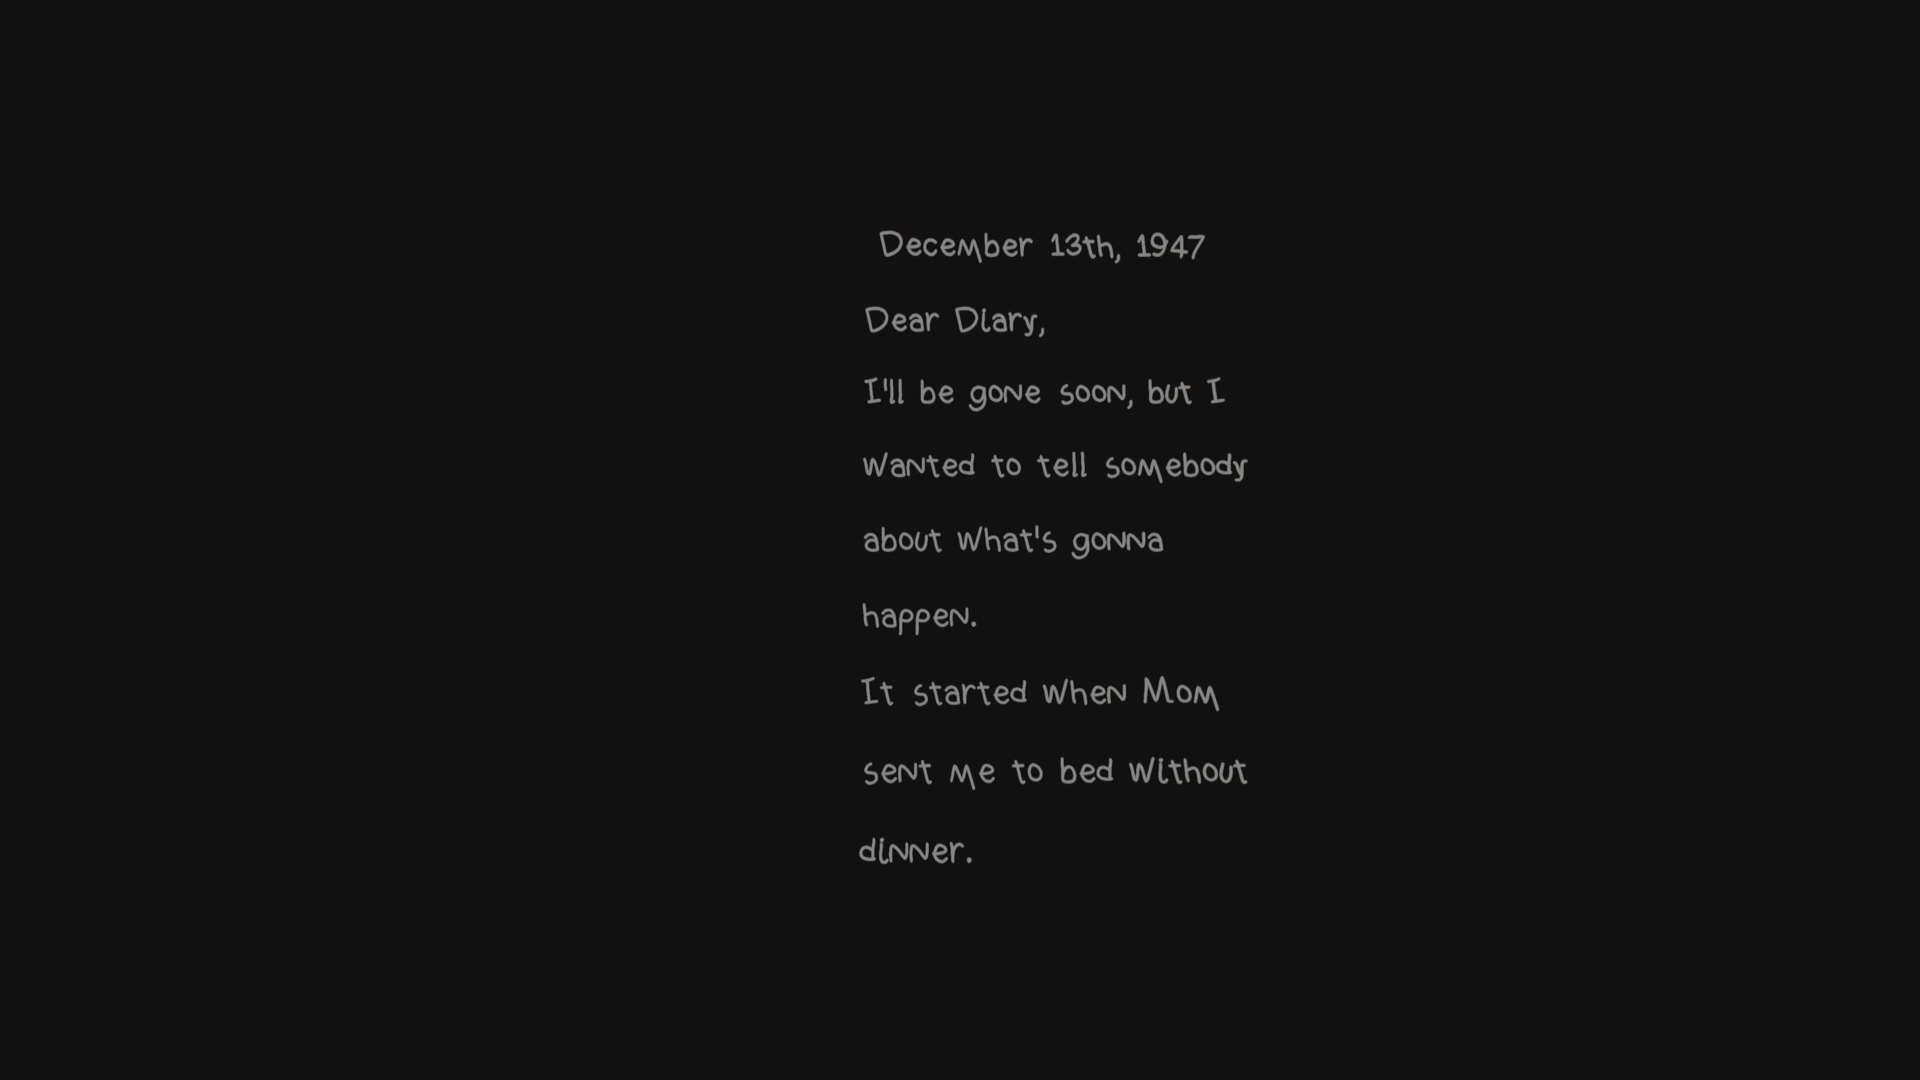 December 13th, 1947
Dear Diary,
I'll be gone soon, but I
wanted to tell somebody
about what's gonna
happen.
It started when Mom
sent me to bed without
dinner.